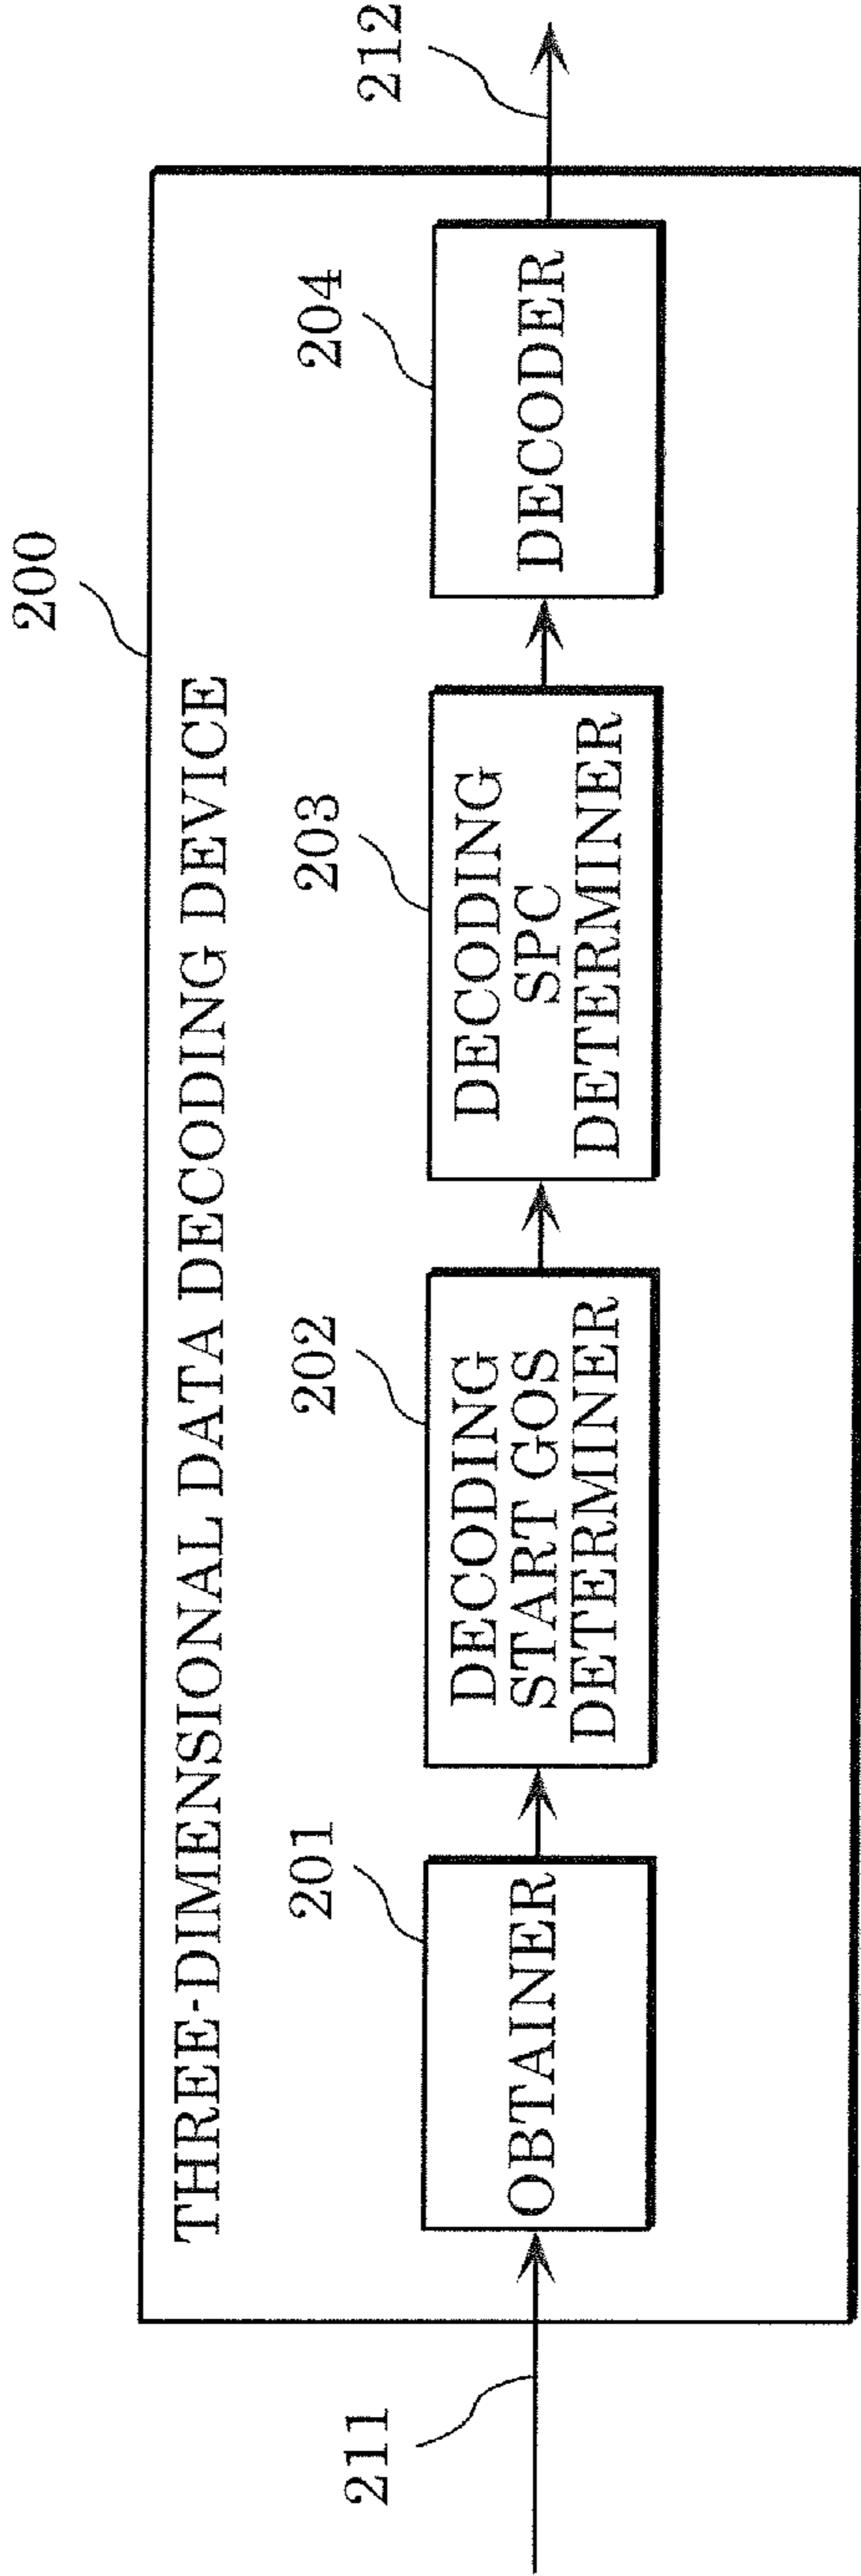 200
THREE-DIMENSIONAL DATA DECODING DEVICE
211
201
OBTAINER
202
DECODING
START GOS
DETERMINER
203
DECODING
SPC
DETERMINER
204
DECODER
212